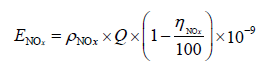 E_NOx = ρ_NOx × Q × (1 − η_NOx / 100) × 10⁻⁹